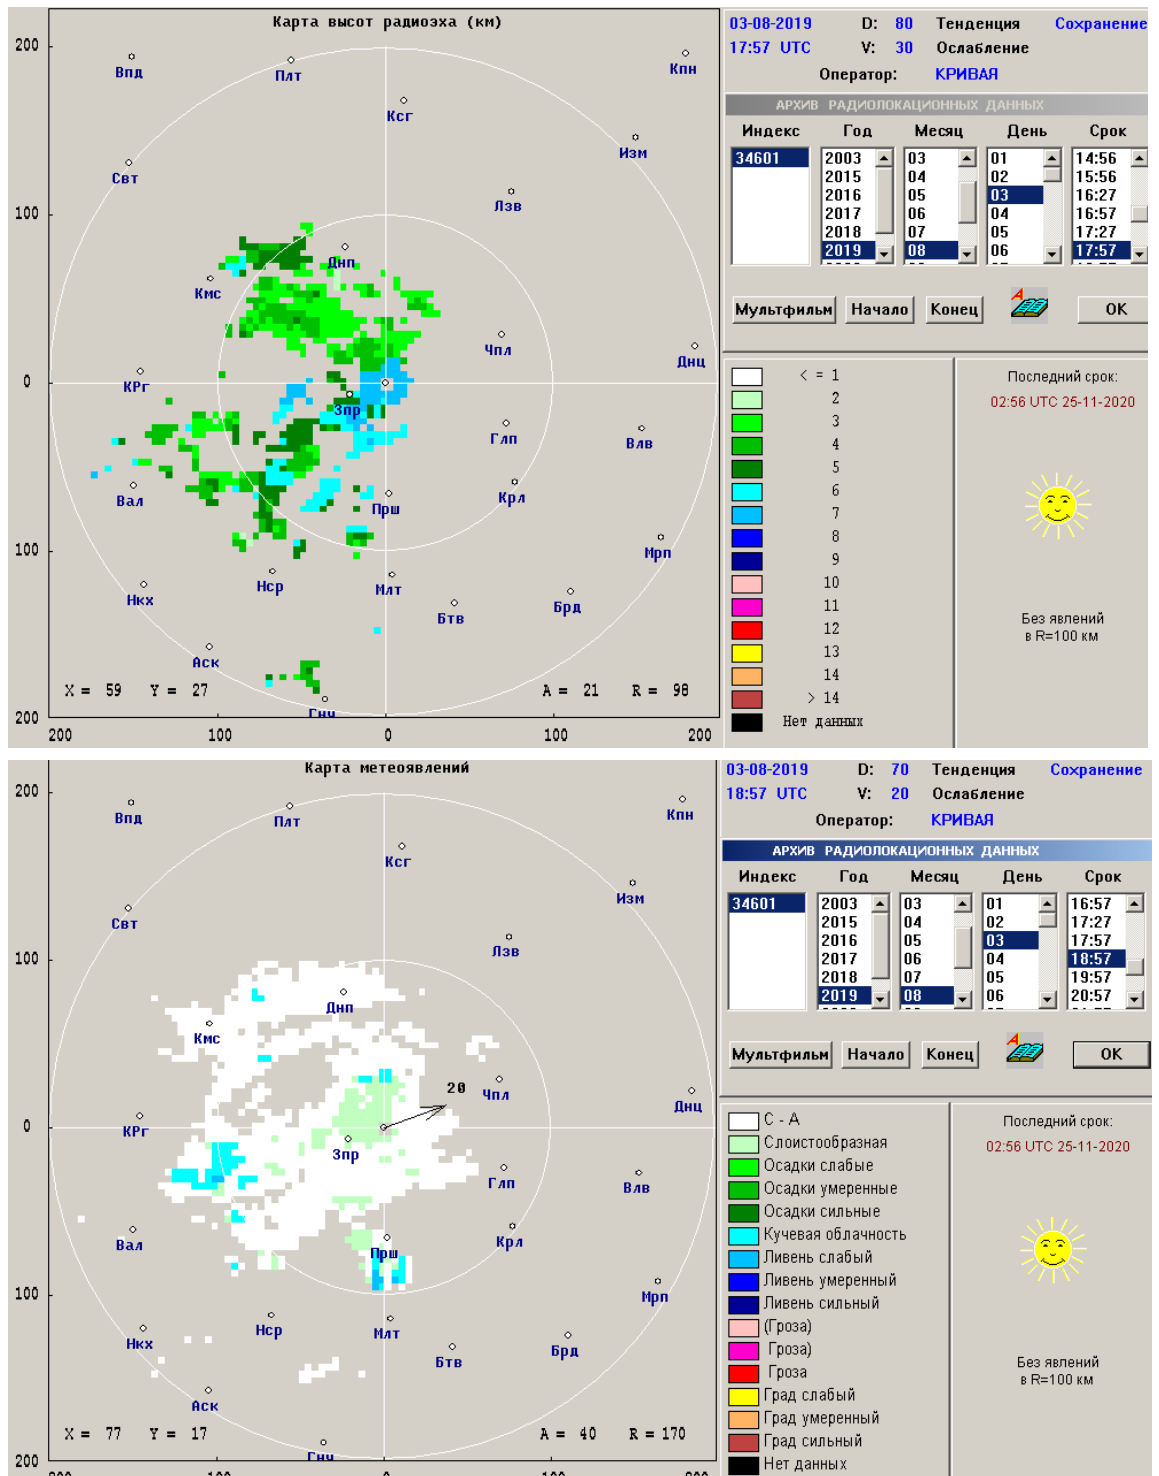 Карта высот радиоэха (км)
200
100
0
100
200
200
100
0
100
200
Впд
Плт
Ксг
Кпн
Изм
Свт
Лзв
Днп
Кмс
Чпл
Днц
КРг
Зпр
Глп
Влв
Вал
Крл
Прш
Мрп
Нкх
Нср
Млт
Бтв
Брд
Аск
Гнч
X = 59 Y = 27
A = 21 R = 98
03-08-2019 D: 80 Тенденция Сохранение
17:57 UTC V: 30 Ослабление
Оператор: КРИВАЯ
АРХИВ РАДИОЛОКАЦИОННЫХ ДАННЫХ
Индекс Год Месяц День Срок
34601 2003 03 01 14:56
2015 04 02 15:56
2016 05 03 16:27
2017 06 04 16:57
2018 07 05 17:27
2019 08 06 17:57
Мультфильм Начало Конец OK
< = 1
2
3
4
5
6
7
8
9
10
11
12
13
14
> 14
Нет данных
Последний срок:
02:56 UTC 25-11-2020
Без явлений
в R=100 км
Карта метеоявлений
200
100
0
100
200
Впд
Плт
Ксг
Кпн
Изм
Свт
Лзв
Днп
Кмс
20
Чпл
Днц
КРг
Зпр
Глп
Влв
Вал
Крл
Прш
Мрп
Нкх
Нср
Млт
Бтв
Брд
Аск
Гнч
X = 77 Y = 17
A = 40 R = 170
03-08-2019 D: 70 Тенденция Сохранение
18:57 UTC V: 20 Ослабление
Оператор: КРИВАЯ
АРХИВ РАДИОЛОКАЦИОННЫХ ДАННЫХ
Индекс Год Месяц День Срок
34601 2003 03 01 16:57
2015 04 02 17:27
2016 05 03 17:57
2017 06 04 18:57
2018 07 05 19:57
2019 08 06 20:57
Мультфильм Начало Конец OK
С - А
Слоистообразная
Осадки слабые
Осадки умеренные
Осадки сильные
Кучевая облачность
Ливень слабый
Ливень умеренный
Ливень сильный
(Гроза)
Гроза)
Гроза
Град слабый
Град умеренный
Град сильный
Нет данных
Последний срок:
02:56 UTC 25-11-2020
Без явлений
в R=100 км